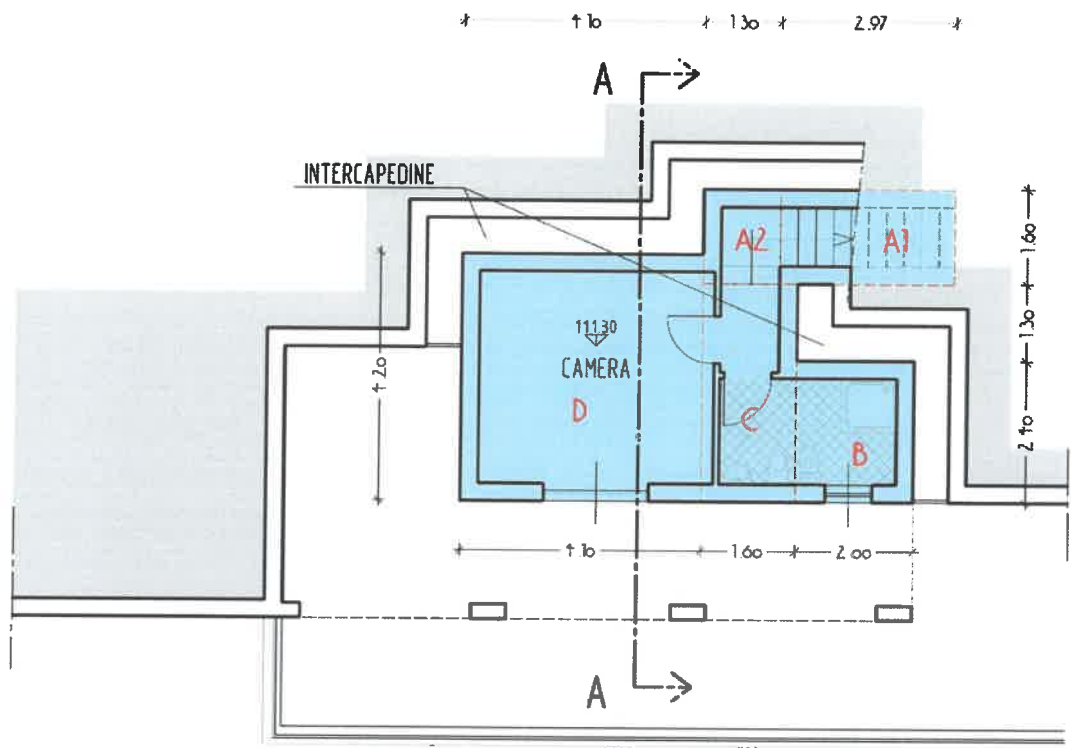 4.10 1.30 2.97
A
INTERCAPEDINE
A2 A1
1.60
111.30
CAMERA
1.30
4.20
D C
B
2.40
4.10 1.60 2.00
A